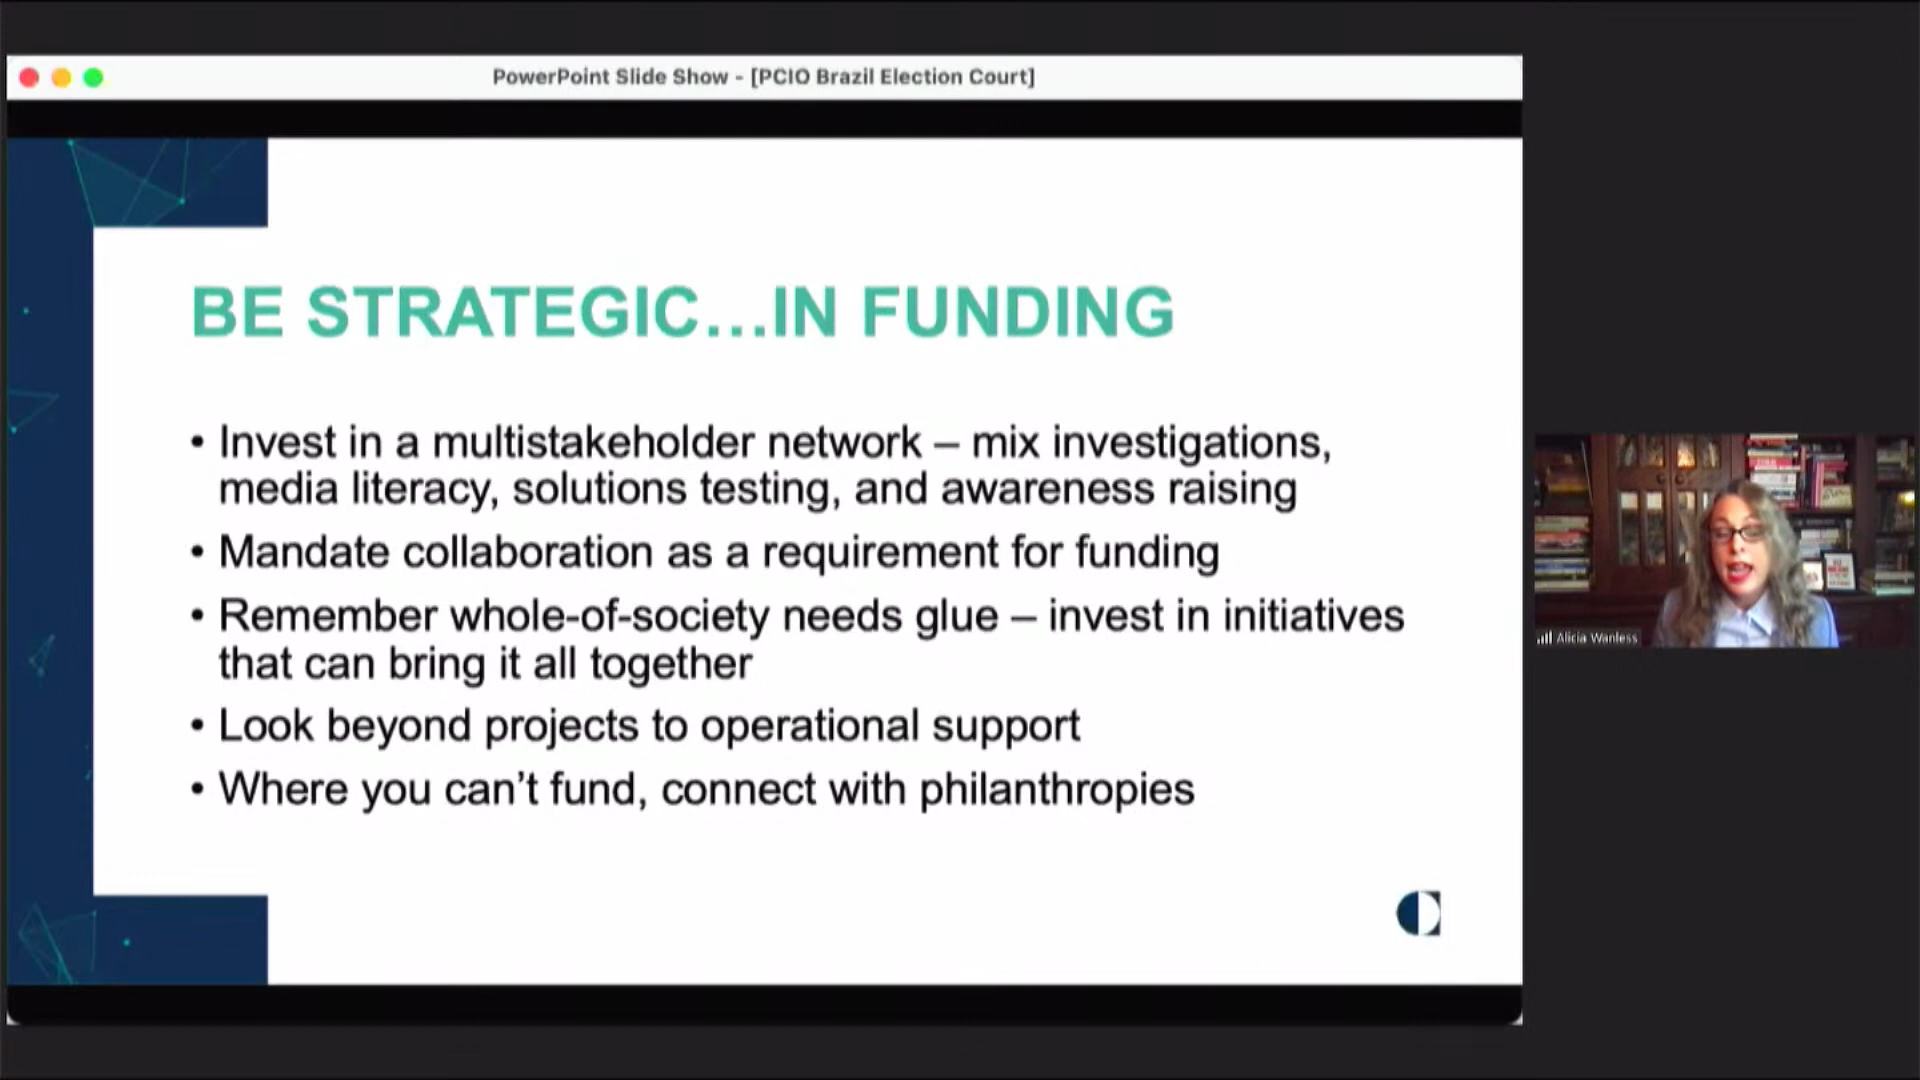 PowerPoint Slide Show - [PCIO Brazil Election Court]
BE STRATEGIC...IN FUNDING
• Invest in a multistakeholder network – mix investigations,
media literacy, solutions testing, and awareness raising
• Mandate collaboration as a requirement for funding
• Remember whole-of-society needs glue – invest in initiatives
that can bring it all together
• Look beyond projects to operational support
• Where you can’t fund, connect with philanthropies
Alicia Wanless